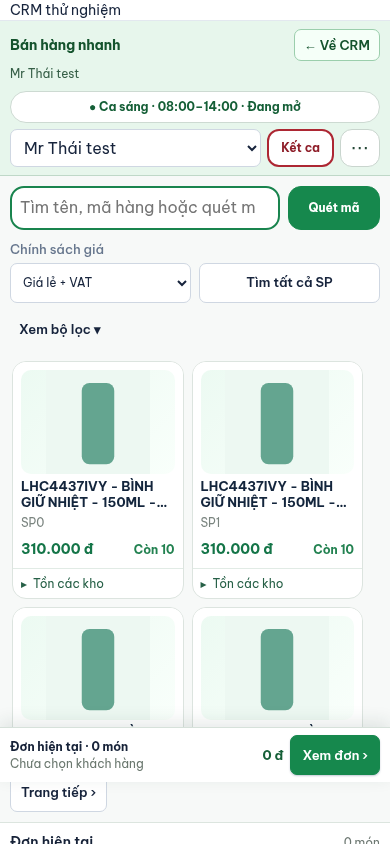 CRM thử nghiệm
Bán hàng nhanh
← Về CRM
Mr Thái test
● Ca sáng · 08:00–14:00 · Đang mở
Mr Thái test
Kết ca
···
Tìm tên, mã hàng hoặc quét m
Quét mã
Chính sách giá
Giá lẻ + VAT
Tìm tất cả SP
Xem bộ lọc ▾
LHC4437IVY - BÌNH
GIỮ NHIỆT - 150ML -...
SP0
310.000 đ
Còn 10
▸ Tồn các kho
LHC4437IVY - BÌNH
GIỮ NHIỆT - 150ML -...
SP1
310.000 đ
Còn 10
▸ Tồn các kho
Đơn hiện tại · 0 món
Chưa chọn khách hàng
0 đ
Xem đơn ›
Trang tiếp ›
Đơn hiện tại
0 món